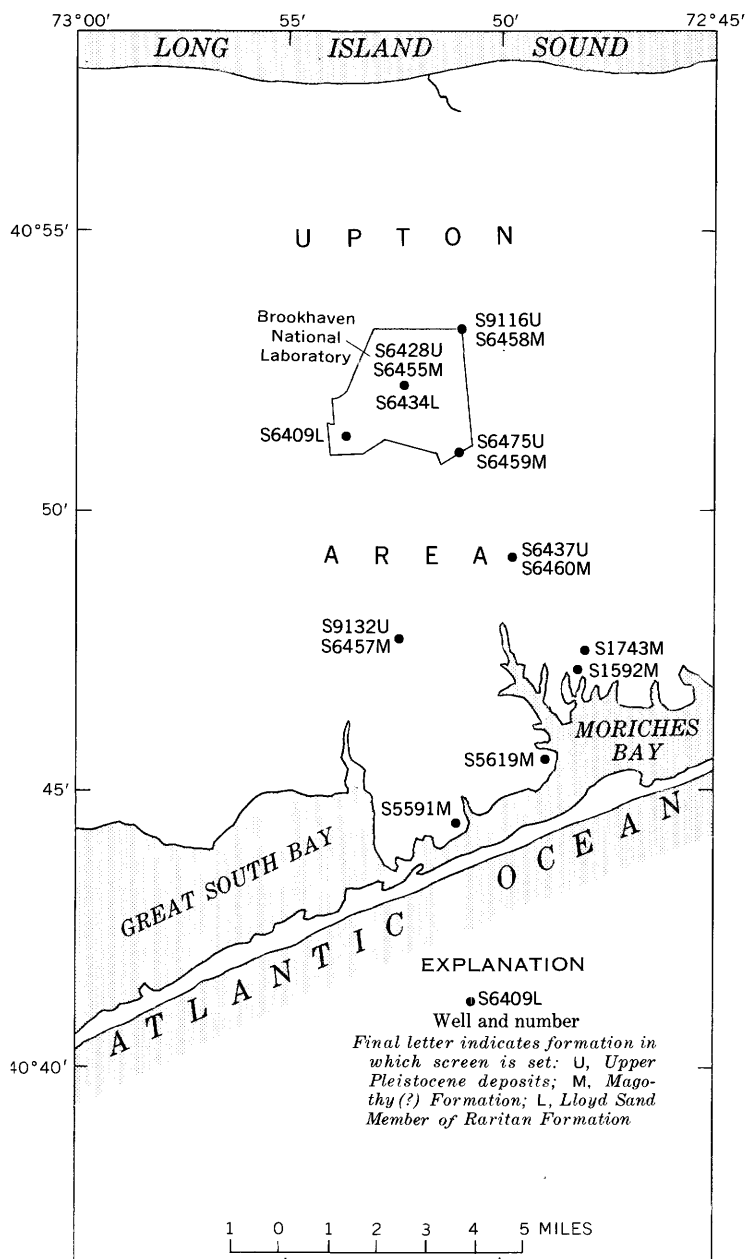 73°00′ 55′ 50′ 72°45′
LONG ISLAND SOUND
40°55′
UPTON
Brookhaven
National
Laboratory
S9116U
S6458M
S6428U
S6455M
S6434L
S6409L
S6475U
S6459M
50′
AREA
S6437U
S6460M
S9132U
S6457M
S1743M
S1592M
MORICHES
BAY
S5619M
45′
S5591M
GREAT SOUTH BAY
ATLANTIC OCEAN
EXPLANATION
S6409L
Well and number
Final letter indicates formation in
which screen is set: U, Upper
Pleistocene deposits; M, Mago-
thy(?) Formation; L, Lloyd Sand
Member of Raritan Formation
40°40′
1 0 1 2 3 4 5 MILES